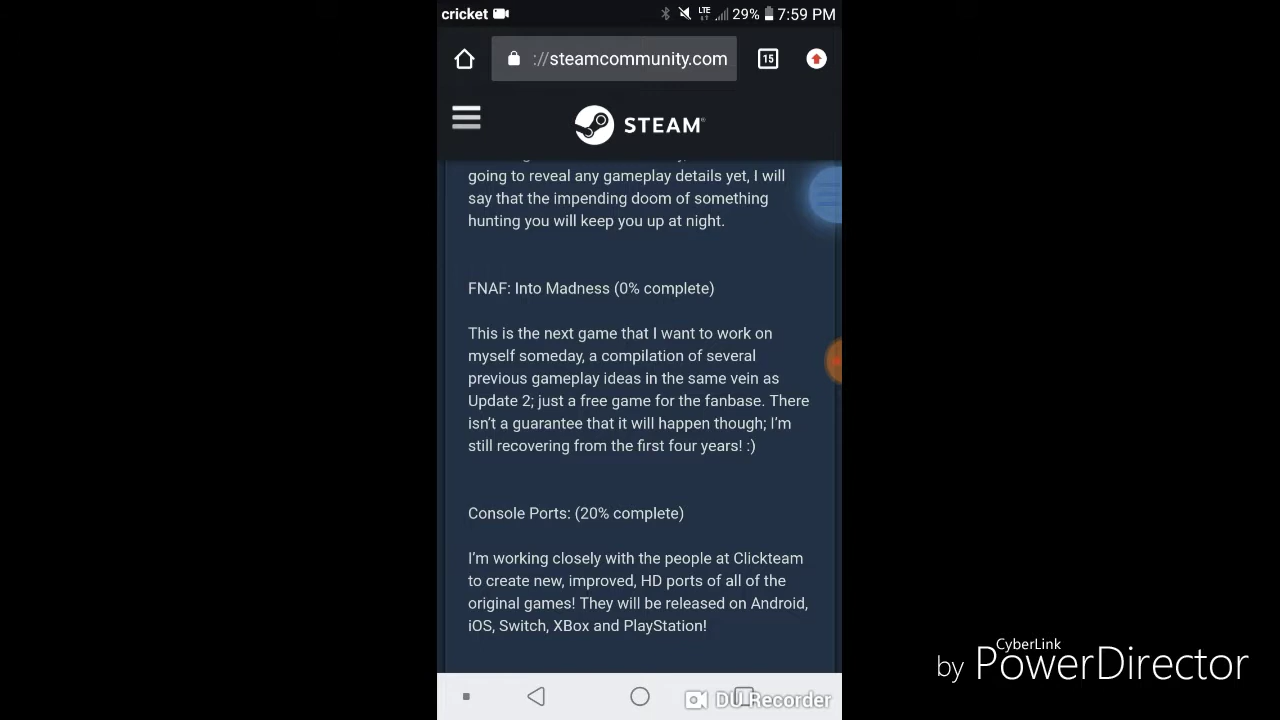 cricket
LTE
29%
7:59 PM
://steamcommunity.com
15
STEAM®
going to reveal any gameplay details yet, I will
say that the impending doom of something
hunting you will keep you up at night.
FNAF: Into Madness (0% complete)
This is the next game that I want to work on
myself someday, a compilation of several
previous gameplay ideas in the same vein as
Update 2; just a free game for the fanbase. There
isn't a guarantee that it will happen though; I'm
still recovering from the first four years! :)
Console Ports: (20% complete)
I'm working closely with the people at Clickteam
to create new, improved, HD ports of all of the
original games! They will be released on Android,
iOS, Switch, XBox and PlayStation!
CyberLink
by PowerDirector
DU Recorder